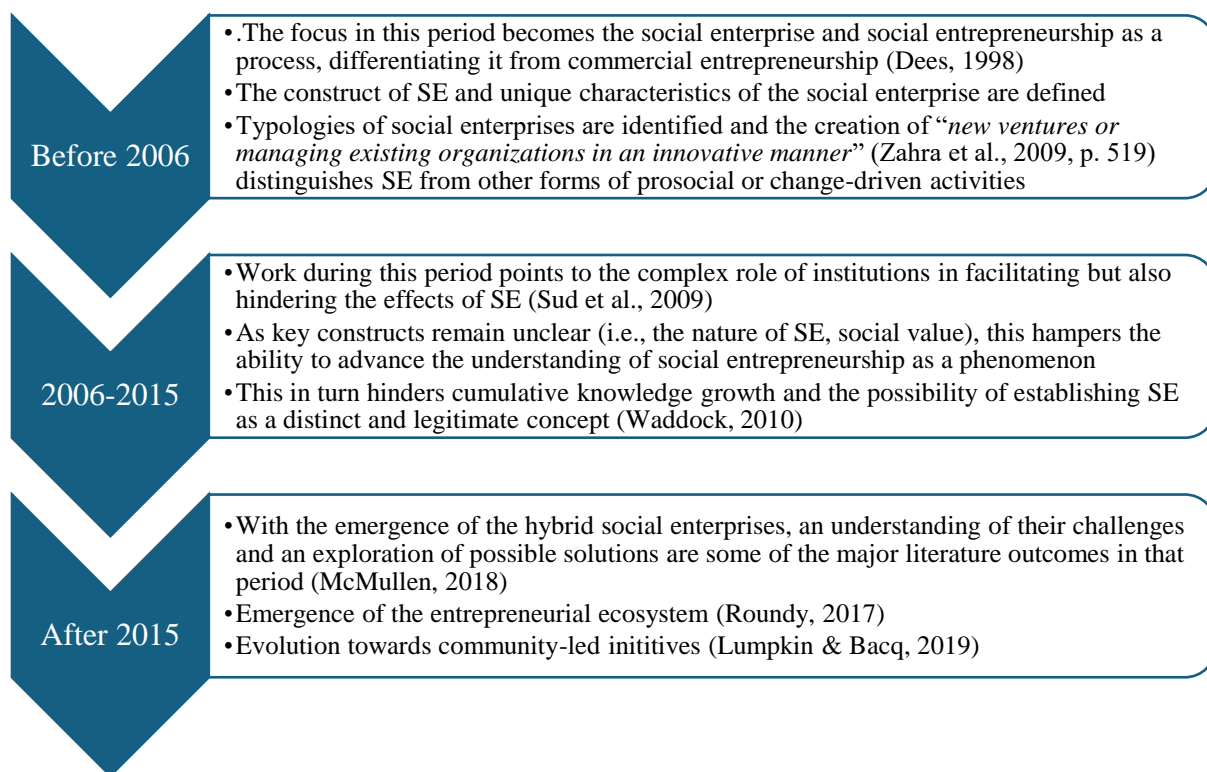 Before 2006
•.The focus in this period becomes the social enterprise and social entrepreneurship as a
process, differentiating it from commercial entrepreneurship (Dees, 1998)
•The construct of SE and unique characteristics of the social enterprise are defined
•Typologies of social enterprises are identified and the creation of “new ventures or
managing existing organizations in an innovative manner” (Zahra et al., 2009, p. 519)
distinguishes SE from other forms of prosocial or change-driven activities
2006-2015
•Work during this period points to the complex role of institutions in facilitating but also
hindering the effects of SE (Sud et al., 2009)
•As key constructs remain unclear (i.e., the nature of SE, social value), this hampers the
ability to advance the understanding of social entrepreneurship as a phenomenon
•This in turn hinders cumulative knowledge growth and the possibility of establishing SE
as a distinct and legitimate concept (Waddock, 2010)
After 2015
•With the emergence of the hybrid social enterprises, an understanding of their challenges
and an exploration of possible solutions are some of the major literature outcomes in that
period (McMullen, 2018)
•Emergence of the entrepreneurial ecosystem (Roundy, 2017)
•Evolution towards community-led inititives (Lumpkin & Bacq, 2019)